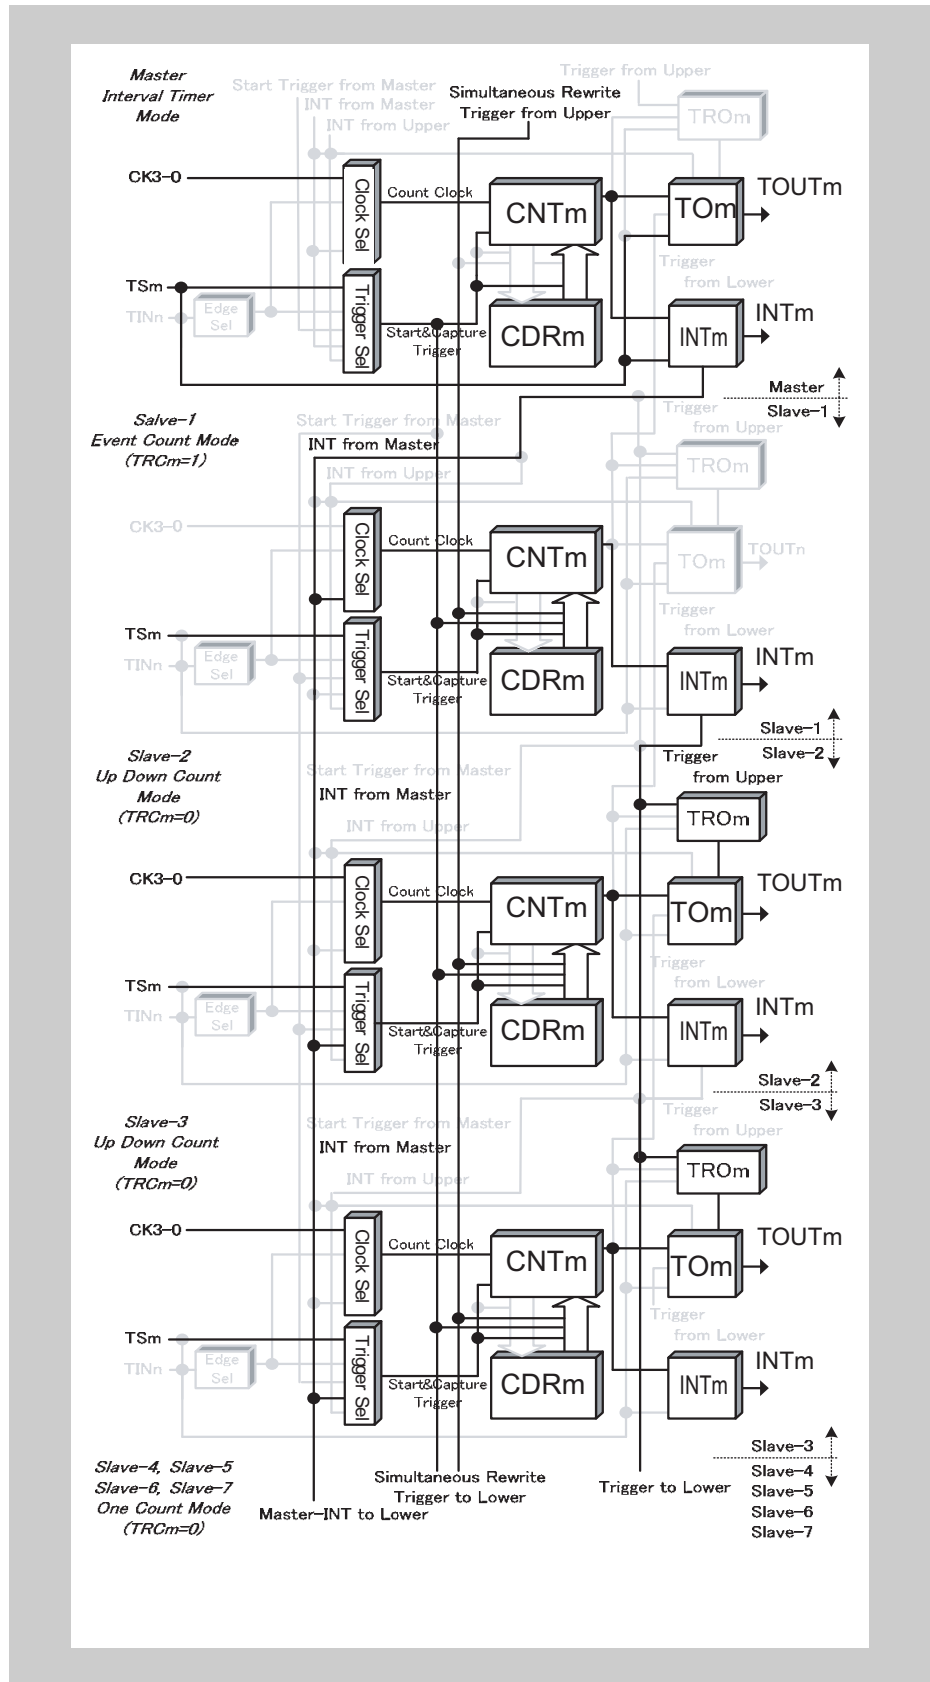 Master
Interval Timer
Mode
Start Trigger from Master
INT from Master
INT from Upper
Simultaneous Rewrite
Trigger from Upper
Trigger from Upper
TROm
CK3-0
Clock Sel
Count Clock
CNTm
TOm
TOUTm
TSm
TINn
Edge
Sel
Trigger Sel
Start&Capture
Trigger
CDRm
Trigger
from Lower
INTm
INTm
Master
Slave-1
Salve-1
Event Count Mode
(TRCm=1)
Start Trigger from Master
INT from Master
INT from Upper
Trigger
from Upper
TROm
CK3-0
Clock Sel
Count Clock
CNTm
TOm
TOUTn
TSm
TINn
Edge
Sel
Trigger Sel
Start&Capture
Trigger
CDRm
Trigger
from Lower
INTm
INTm
Slave-1
Slave-2
Slave-2
Up Down Count
Mode
(TRCm=0)
Start Trigger from Master
INT from Master
INT from Upper
Trigger
from Upper
TROm
CK3-0
Clock Sel
Count Clock
CNTm
TOm
TOUTm
TSm
TINn
Edge
Sel
Trigger Sel
Start&Capture
Trigger
CDRm
Trigger
from Lower
INTm
INTm
Slave-2
Slave-3
Slave-3
Up Down Count
Mode
(TRCm=0)
Start Trigger from Master
INT from Master
INT from Upper
Trigger
from Upper
TROm
CK3-0
Clock Sel
Count Clock
CNTm
TOm
TOUTm
TSm
TINn
Edge
Sel
Trigger Sel
Start&Capture
Trigger
CDRm
Trigger
from Lower
INTm
INTm
Slave-3
Slave-4
Slave-5
Slave-6
Slave-7
Slave-4, Slave-5
Slave-6, Slave-7
One Count Mode
(TRCm=0)
Master-INT to Lower
Simultaneous Rewrite
Trigger to Lower
Trigger to Lower